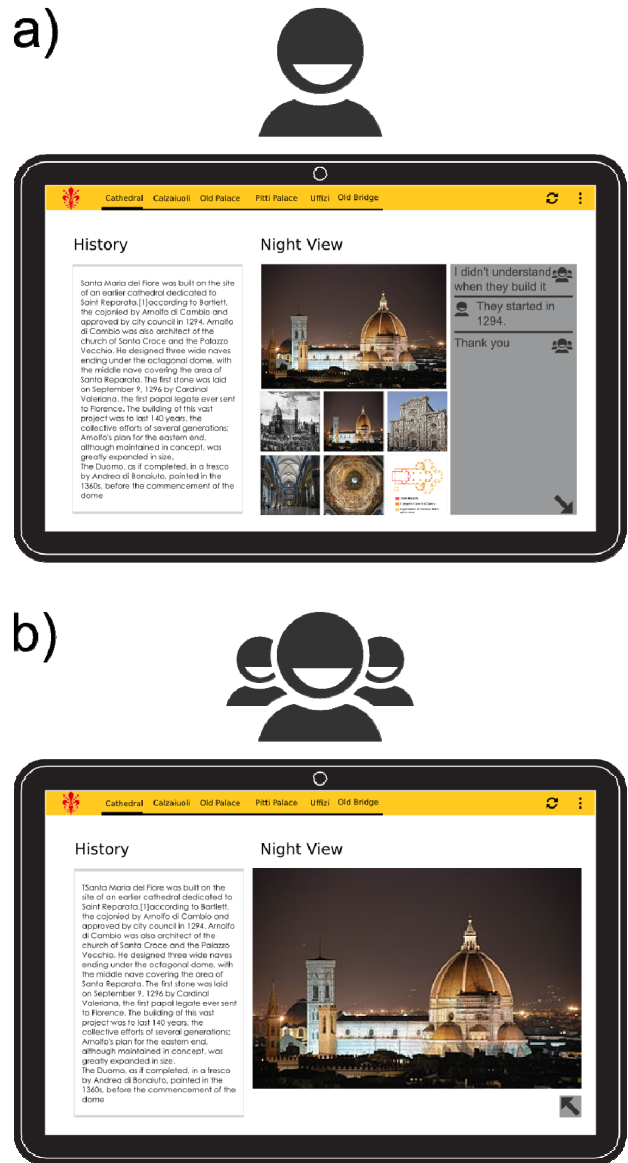 a)
Cathedral Calzaiuoli Old Palace Pitti Palace Uffizi Old Bridge
History
Night View
Santa Maria del Fiore was built on the site
of an earlier cathedral dedicated to
Saint Reparata.[1]according to Bartlett,
the cojonied by Arnolfo di Cambio and
approved by city council in 1294. Arnolfo
di Cambio was also architect of the
church of Santa Croce and the Palazzo
Vecchio. He designed three wide naves
ending under the octagonal dome, with
the middle nave covering the area of
Santa Reparata. The first stone was laid
on September 9, 1296 by Cardinal
Valeriana, the first papal legate ever sent
to Florence. The building of this vast
project was to last 140 years, the
collective efforts of several generations;
Arnolfo's plan for the eastern end,
although maintained in concept, was
greatly expanded in size.
The Duomo, as if completed, in a fresco
by Andrea di Bonaiuto, painted in the
1360s, before the commencement of the
dome
I didn't understand
when they build it
They started in
1294.
Thank you
b)
Cathedral Calzaiuoli Old Palace Pitti Palace Uffizi Old Bridge
History
Night View
TSanta Maria del Fiore was built on the
site of an earlier cathedral dedicated to
Saint Reparata.[1]according to Bartlett,
the cojonied by Arnolfo di Cambio and
approved by city council in 1294. Arnolfo
di Cambio was also architect of the
church of Santa Croce and the Palazzo
Vecchio. He designed three wide naves
ending under the octagonal dome, with
the middle nave covering the area of
Santa Reparata. The first stone was laid
on September 9, 1296 by Cardinal
Valeriana, the first papal legate ever sent
to Florence. The building of this vast
project was to last 140 years, the
collective efforts of several generations;
Arnolfo's plan for the eastern end,
although maintained in concept, was
greatly expanded in size.
The Duomo, as if completed, in a fresco
by Andrea di Bonaiuto, painted in the
1360s, before the commencement of the
dome